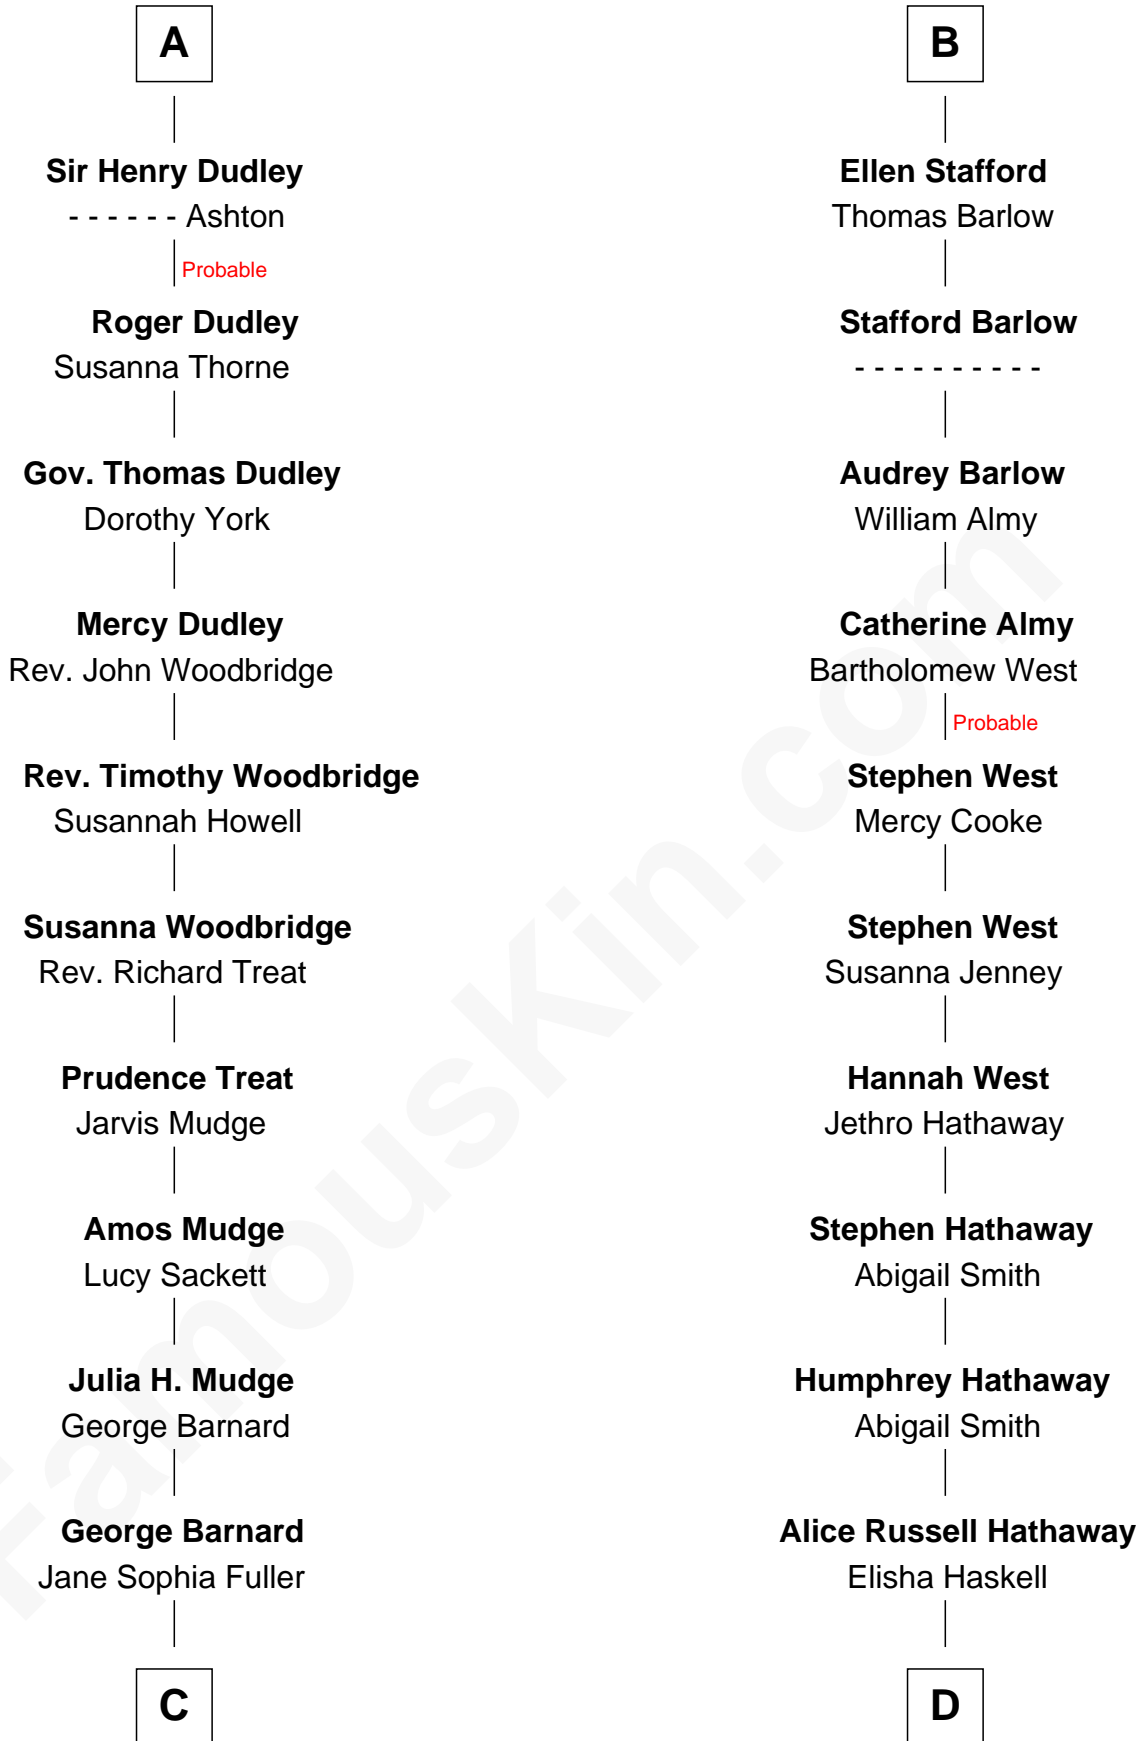 A
Sir Henry Dudley
- - - - - - Ashton
Probable
Roger Dudley
Susanna Thorne
Gov. Thomas Dudley
Dorothy York
Mercy Dudley
Rev. John Woodbridge
Rev. Timothy Woodbridge
Susannah Howell
Susanna Woodbridge
Rev. Richard Treat
Prudence Treat
Jarvis Mudge
Amos Mudge
Lucy Sackett
Julia H. Mudge
George Barnard
George Barnard
Jane Sophia Fuller
C
B
Ellen Stafford
Thomas Barlow
Stafford Barlow
- - - - - - - - - -
Audrey Barlow
William Almy
Catherine Almy
Bartholomew West
Probable
Stephen West
Mercy Cooke
Stephen West
Susanna Jenney
Hannah West
Jethro Hathaway
Stephen Hathaway
Abigail Smith
Humphrey Hathaway
Abigail Smith
Alice Russell Hathaway
Elisha Haskell
D
FamousKin.com